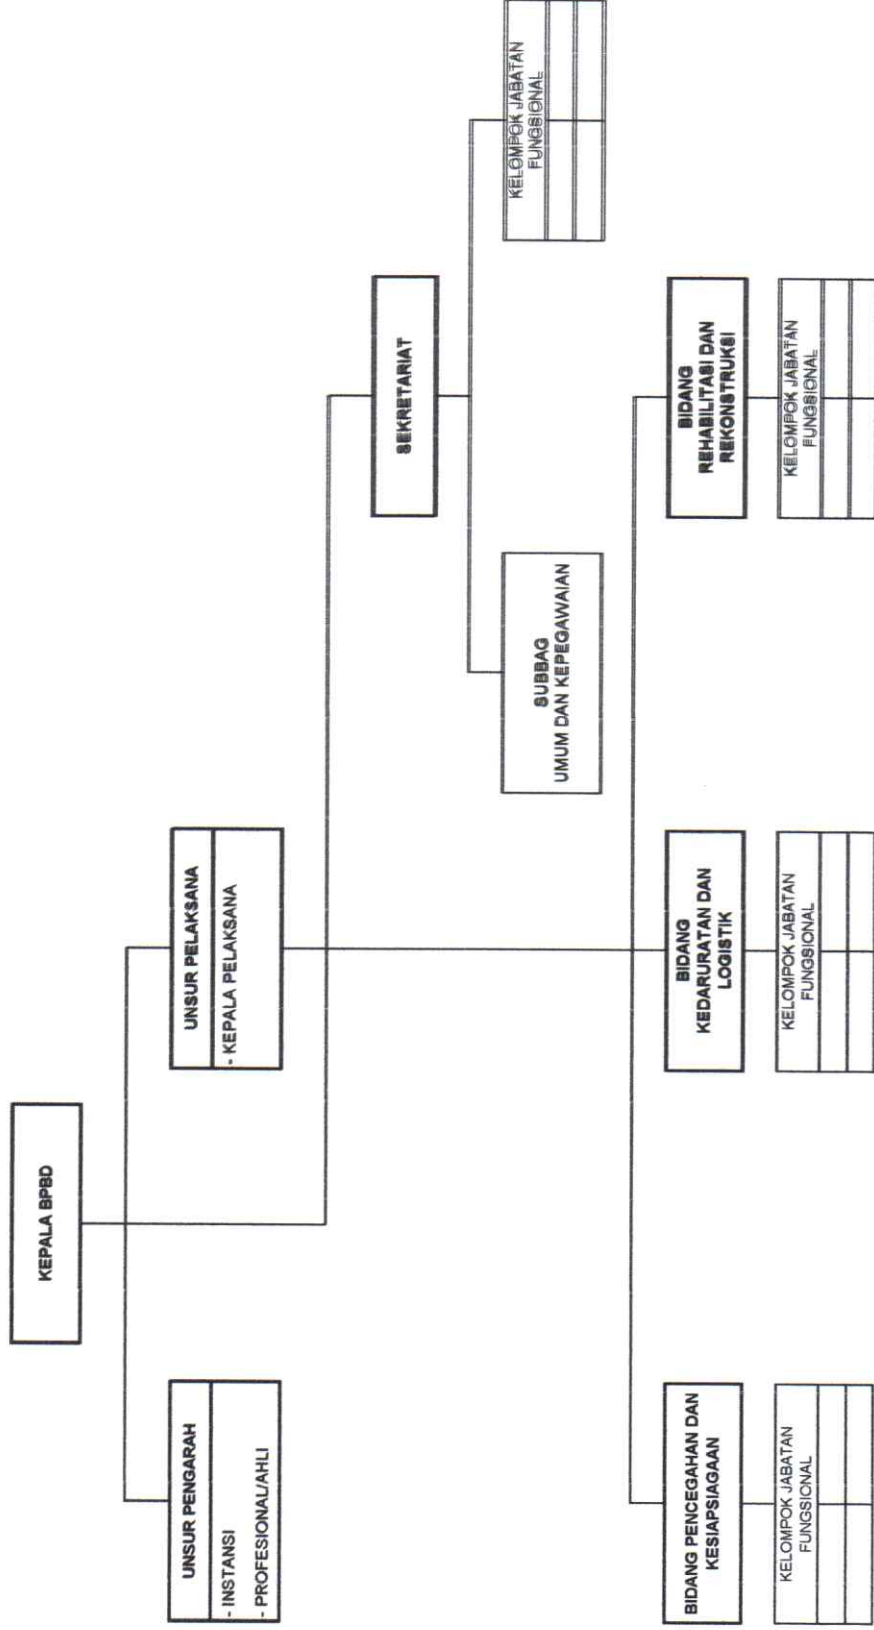 KEPALA BPBD
UNSUR PENGARAH
- INSTANSI
- PROFESIONAL/AHLI
UNSUR PELAKSANA
- KEPALA PELAKSANA
SEKRETARIAT
SUBBAG
UMUM DAN KEPEGAWAIAN
KELOMPOK JABATAN
FUNGSIONAL
BIDANG PENCEGAHAN DAN
KESIAPSIAGAAN
KELOMPOK JABATAN
FUNGSIONAL
BIDANG
KEDARURATAN DAN
LOGISTIK
KELOMPOK JABATAN
FUNGSIONAL
BIDANG
REHABILITASI DAN
REKONSTRUKSI
KELOMPOK JABATAN
FUNGSIONAL